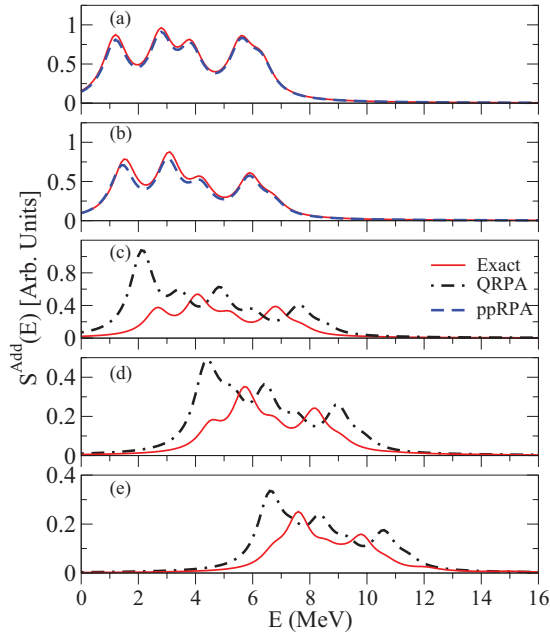 (a)
1
0.5
0
(b)
1
0.5
0
(c)
0.8
0.4
0
Exact
QRPA
ppRPA
S^Add(E) [Arb. Units]
(d)
0.4
0.2
0
(e)
0.4
0.2
0
0 2 4 6 8 10 12 14 16
E (MeV)